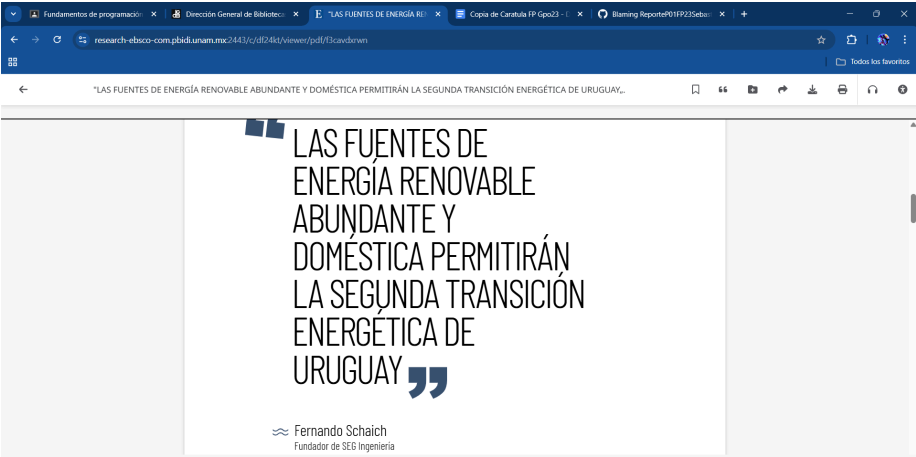 Fundamentos de programación
Dirección General de Biblioteca
"LAS FUENTES DE ENERGÍA RE
Copia de Caratula FP Gpo23 - D
Blaming ReporteP01FP23Sebast
research-ebsco-com.pbidi.unam.mx:2443/c/df24kt/viewer/pdf/f3cavdxrwn
Todos los favoritos
"LAS FUENTES DE ENERGÍA RENOVABLE ABUNDANTE Y DOMÉSTICA PERMITIRÁN LA SEGUNDA TRANSICIÓN ENERGÉTICA DE URUGUAY„.
“ LAS FUENTES DE
ENERGÍA RENOVABLE
ABUNDANTE Y
DOMÉSTICA PERMITIRÁN
LA SEGUNDA TRANSICIÓN
ENERGÉTICA DE
URUGUAY ”
Fernando Schaich
Fundador de SEG Ingeniería